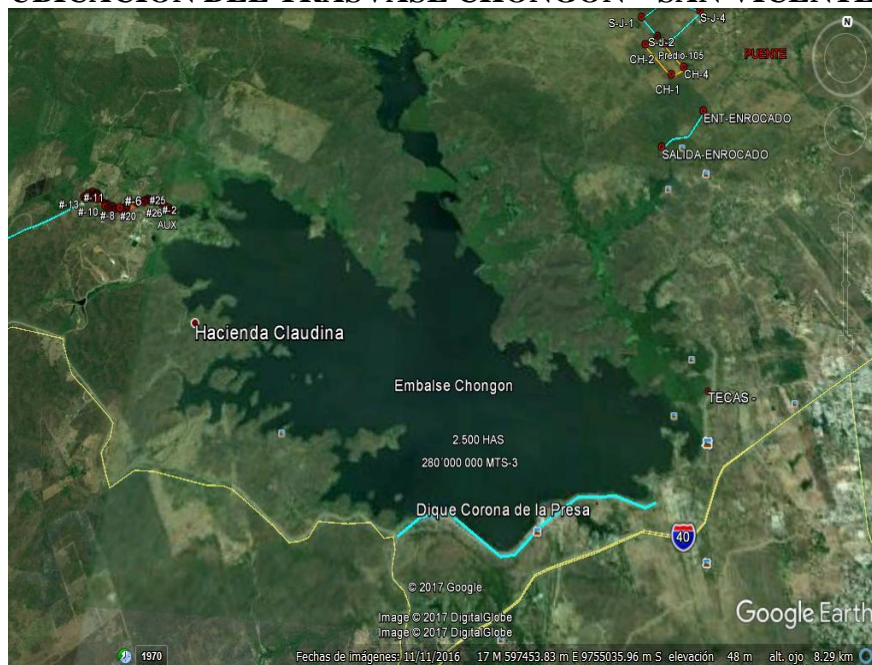 UBICACIÓN DEL TRASVASE CHONGÓN - SAN VICENTE
S-J-1
S-J-4
S-J-2
CH-2
Predio-105
PUENTE
CH-4
CH-1
N
ENT-ENROCADO
SALIDA-ENROCADO
#-13
#-11
#-10
#-8
#-6
#20
#25
#26
#-2
AUX
Hacienda Claudina
Embalse Chongon
TECAS -
2.500 HAS
280´000 000 MTS-3
Dique Corona de la Presa
40
© 2017 Google
Image © 2017 DigitalGlobe
Image © 2017 DigitalGlobe
Google Earth
1970
Fechas de imágenes: 11/11/2016 17 M 597453.83 m E 9755035.96 m S elevación 48 m alt. ojo 8.29 km